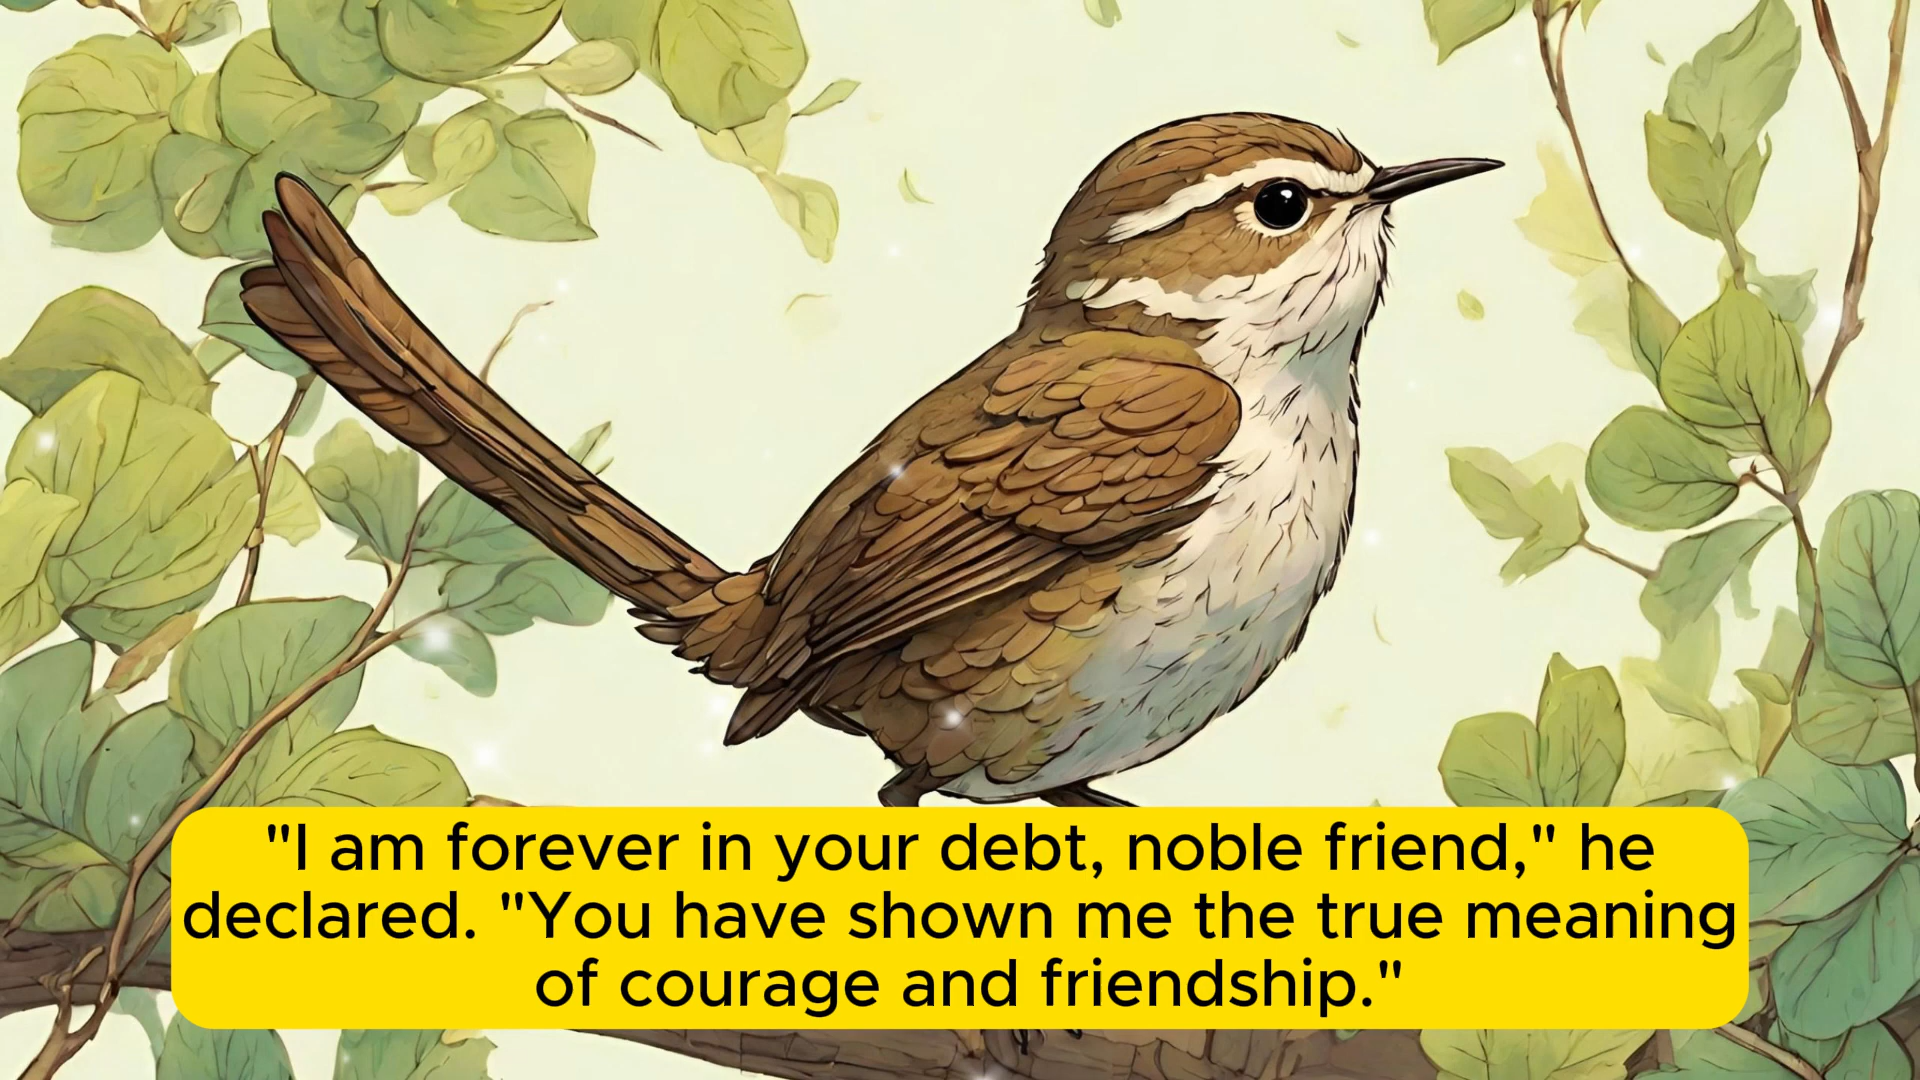 "I am forever in your debt, noble friend," he
declared. "You have shown me the true meaning
of courage and friendship."